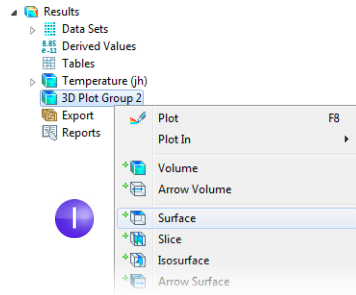 Results
Data Sets
8.85
e-12
Derived Values
Tables
Temperature (jh)
3D Plot Group 2
Export
Reports
Plot F8
Plot In
Volume
Arrow Volume
Surface
Slice
Isosurface
Arrow Surface
I